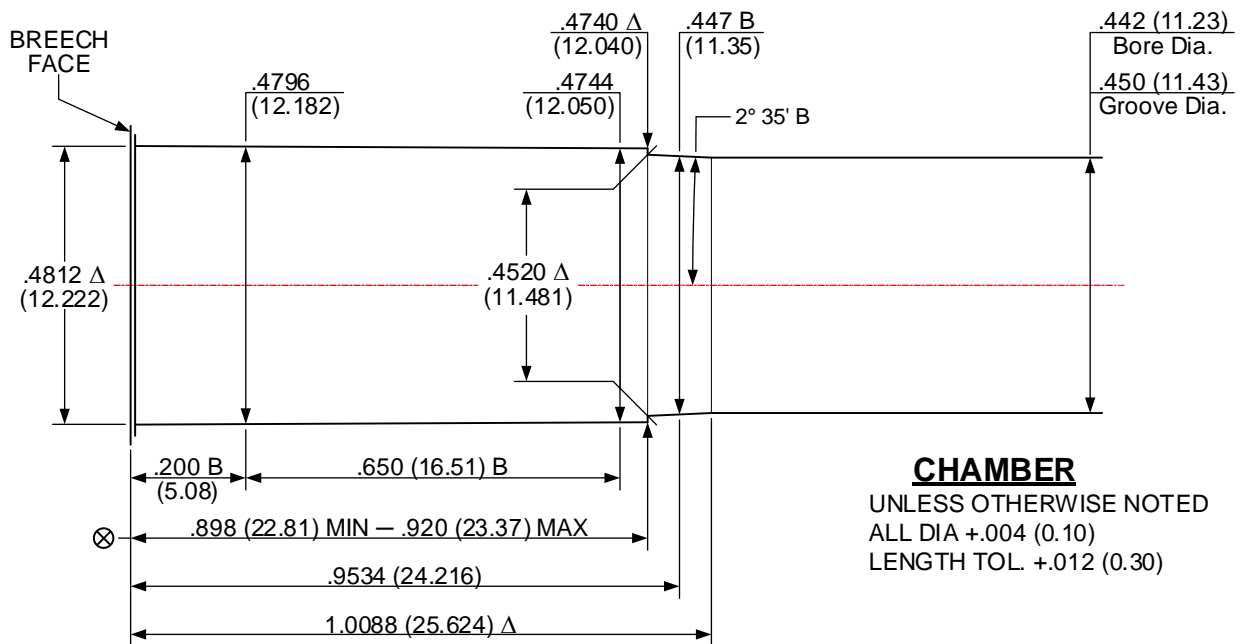 BREECH
FACE
.4796
(12.182)
.4740 Δ
(12.040)
.4744
(12.050)
.447 B
(11.35)
2° 35' B
.442 (11.23)
Bore Dia.
.450 (11.43)
Groove Dia.
.4812 Δ
(12.222)
.4520 Δ
(11.481)
.200 B
(5.08)
.650 (16.51) B
.898 (22.81) MIN – .920 (23.37) MAX
.9534 (24.216)
1.0088 (25.624) Δ
CHAMBER
UNLESS OTHERWISE NOTED
ALL DIA +.004 (0.10)
LENGTH TOL. +.012 (0.30)